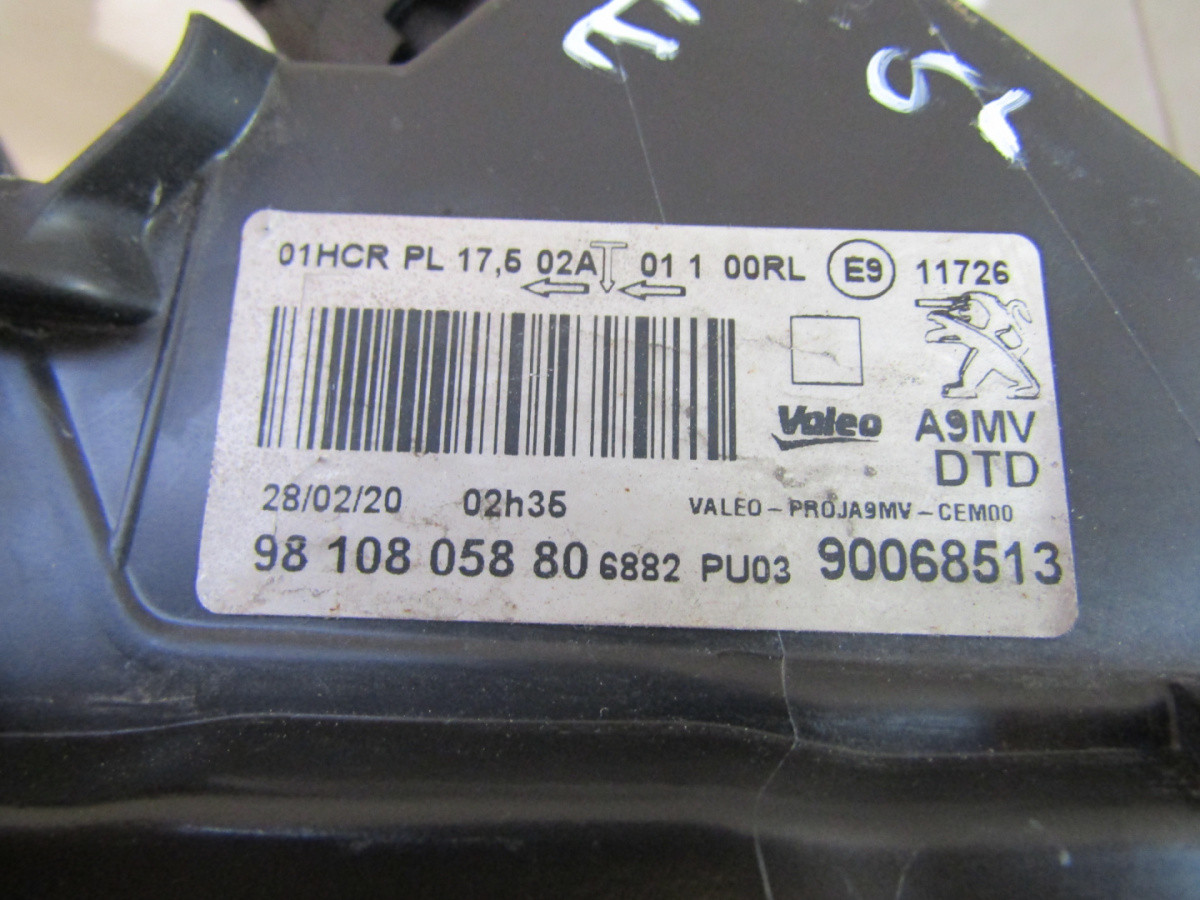 01HCR PL 17,5 02A 01 1 00RL E9 11726
Valeo
A9MV
DTD
28/02/20 02h35
VALEO-PROJA9MV-CEM00
98 108 058 80 6882 PU03 90068513